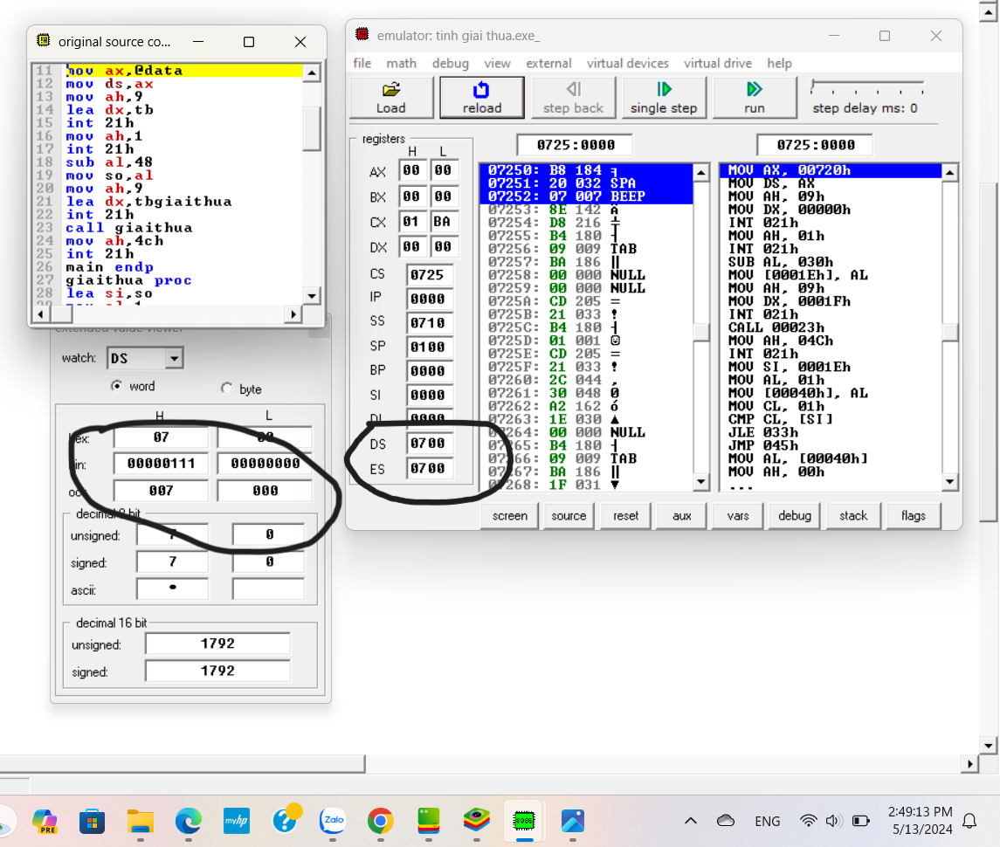 original source co...
11 mov ax,@data
12 mov ds,ax
13 mov ah,9
14 lea dx,tb
15 int 21h
16 mov ah,1
17 int 21h
18 sub al,48
19 mov so,al
20 mov ah,9
21 lea dx,tbgiaithua
22 int 21h
23 call giaithua
24 mov ah,4ch
25 int 21h
26 main endp
27 giaithua proc
28 lea si,so
extended value viewer
watch: DS
word byte
H L
hex: 07 00
bin: 00000111 00000000
oct: 007 000
decimal 8 bit
unsigned: 7 0
signed: 7 0
ascii:
decimal 16 bit
unsigned: 1792
signed: 1792
emulator: tinh giai thua.exe_
file math debug view external virtual devices virtual drive help
Load reload step back single step run step delay ms: 0
registers
H L
AX 00 00
BX 00 00
CX 01 BA
DX 00 00
CS 0725
IP 0000
SS 0710
SP 0100
BP 0000
SI 0000
DI 0000
DS 0700
ES 0700
0725:0000
07250: B8 184 ╕
07251: 20 032 SPA
07252: 07 007 BEEP
07253: 8E 142 Ä
07254: D8 216 ╪
07255: B4 180 ┤
07256: 09 009 TAB
07257: BA 186 ║
07258: 00 000 NULL
07259: 00 000 NULL
0725A: CD 205 =
0725B: 21 033 !
0725C: B4 180 ┤
0725D: 01 001 ☺
0725E: CD 205 =
0725F: 21 033 !
07260: 2C 044 ,
07261: 30 048 0
07262: A2 162 ó
07263: 1E 030 ▲
07264: 00 000 NULL
07265: B4 180 ┤
07266: 09 009 TAB
07267: BA 186 ║
07268: 1F 031 ▼
0725:0000
MOV AX, 00720h
MOV DS, AX
MOV AH, 09h
MOV DX, 00000h
INT 021h
MOV AH, 01h
INT 021h
SUB AL, 030h
MOV [0001Eh], AL
MOV AH, 09h
MOV DX, 0001Fh
INT 021h
CALL 00023h
MOV AH, 04Ch
INT 021h
MOV SI, 0001Eh
MOV AL, 01h
MOV [00040h], AL
MOV CL, 01h
CMP CL, [SI]
JLE 033h
JMP 045h
MOV AL, [00040h]
MOV AH, 00h
...
screen source reset aux vars debug stack flags
PRE
myhp
Zalo
8086
ENG
2:49:13 PM
5/13/2024